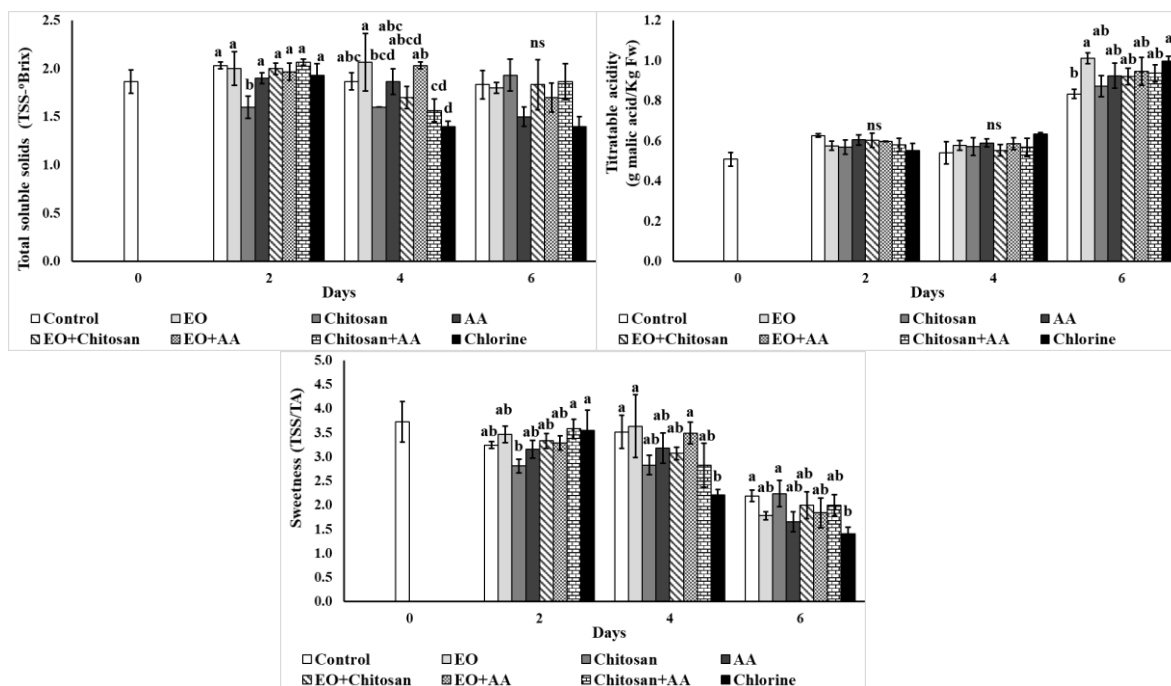 Total soluble solids (TSS-ºBrix)
2.5
2.0
1.5
1.0
0.5
0.0
a a b a a a a a
abc a bcd abc abcd ab cd d
ns
0 2 4 6
Days
Control EO Chitosan AA
EO+Chitosan EO+AA Chitosan+AA Chlorine
Titratable acidity
(g malic acid/Kg Fw)
1.2
1.0
0.8
0.6
0.4
0.2
0.0
ns
ns
b a ab ab ab ab ab a
0 2 4 6
Days
Control EO Chitosan AA
EO+Chitosan EO+AA Chitosan+AA Chlorine
Sweetness (TSS/TA)
5.0
4.5
4.0
3.5
3.0
2.5
2.0
1.5
1.0
0.5
0.0
ab ab b ab ab ab a a
a a ab ab ab a ab b
a ab a ab ab ab ab b
0 2 4 6
Days
Control EO Chitosan AA
EO+Chitosan EO+AA Chitosan+AA Chlorine